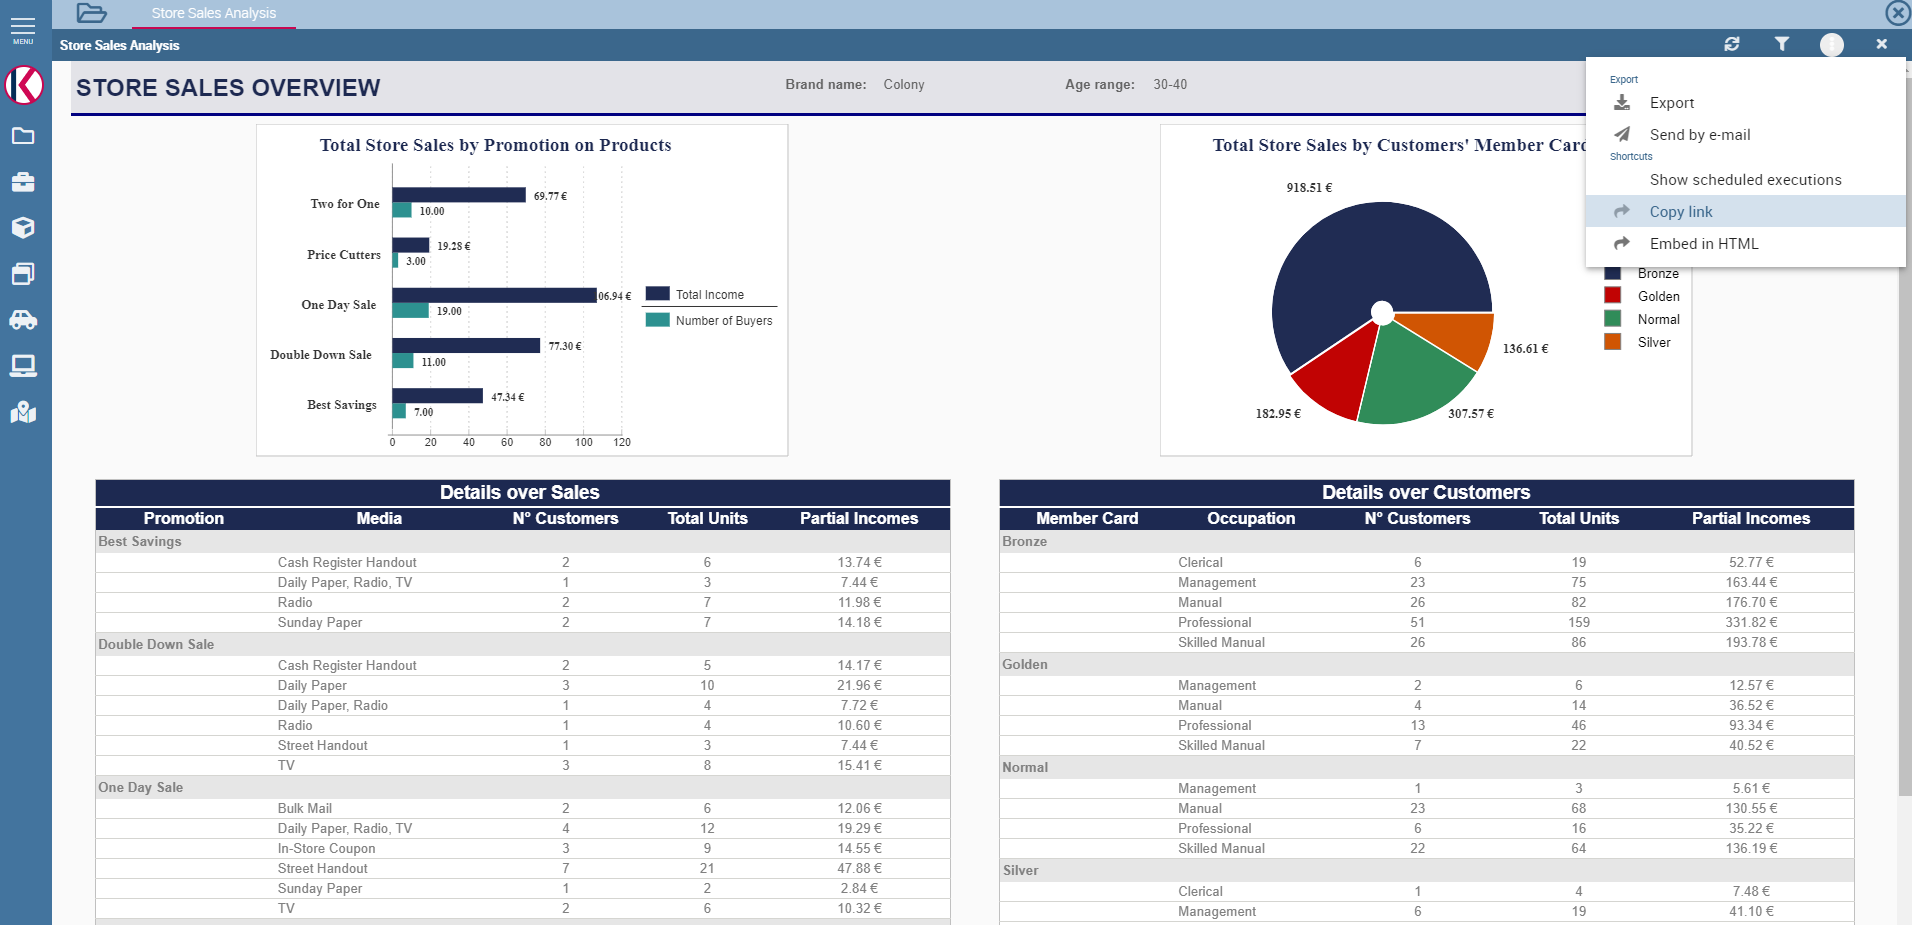 Store Sales Analysis
MENU
Store Sales Analysis
STORE SALES OVERVIEW
Brand name: Colony
Age range: 30-40
Export
Export
Send by e-mail
Shortcuts
Show scheduled executions
Copy link
Embed in HTML
Total Store Sales by Promotion on Products
Two for One
69.77 €
10.00
Price Cutters
19.28 €
3.00
One Day Sale
06.94 €
19.00
Double Down Sale
77.30 €
11.00
Best Savings
47.34 €
7.00
0 20 40 60 80 100 120
Total Income
Number of Buyers
Total Store Sales by Customers' Member Card
918.51 €
136.61 €
182.95 €
307.57 €
Bronze
Golden
Normal
Silver
Details over Sales
Promotion Media N° Customers Total Units Partial Incomes
Best Savings
Cash Register Handout 2 6 13.74 €
Daily Paper, Radio, TV 1 3 7.44 €
Radio 2 7 11.98 €
Sunday Paper 2 7 14.18 €
Double Down Sale
Cash Register Handout 2 5 14.17 €
Daily Paper 3 10 21.96 €
Daily Paper, Radio 1 4 7.72 €
Radio 1 4 10.60 €
Street Handout 1 3 7.44 €
TV 3 8 15.41 €
One Day Sale
Bulk Mail 2 6 12.06 €
Daily Paper, Radio, TV 4 12 19.29 €
In-Store Coupon 3 9 14.55 €
Street Handout 7 21 47.88 €
Sunday Paper 1 2 2.84 €
TV 2 6 10.32 €
Details over Customers
Member Card Occupation N° Customers Total Units Partial Incomes
Bronze
Clerical 6 19 52.77 €
Management 23 75 163.44 €
Manual 26 82 176.70 €
Professional 51 159 331.82 €
Skilled Manual 26 86 193.78 €
Golden
Management 2 6 12.57 €
Manual 4 14 36.52 €
Professional 13 46 93.34 €
Skilled Manual 7 22 40.52 €
Normal
Management 1 3 5.61 €
Manual 23 68 130.55 €
Professional 6 16 35.22 €
Skilled Manual 22 64 136.19 €
Silver
Clerical 1 4 7.48 €
Management 6 19 41.10 €